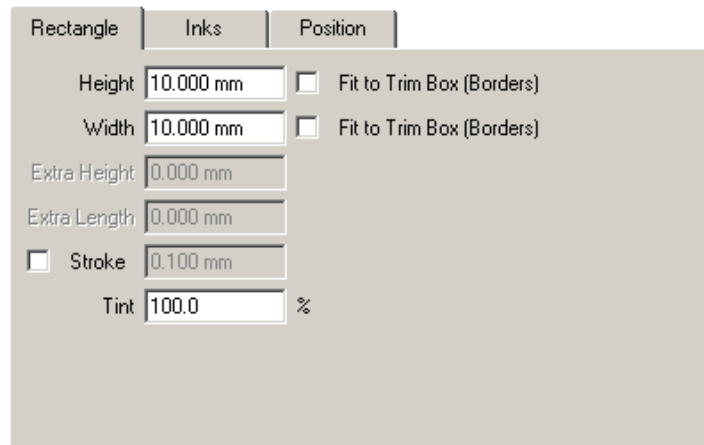 Rectangle Inks Position
Height 10.000 mm Fit to Trim Box (Borders)
Width 10.000 mm Fit to Trim Box (Borders)
Extra Height 0.000 mm
Extra Length 0.000 mm
Stroke 0.100 mm
Tint 100.0 %